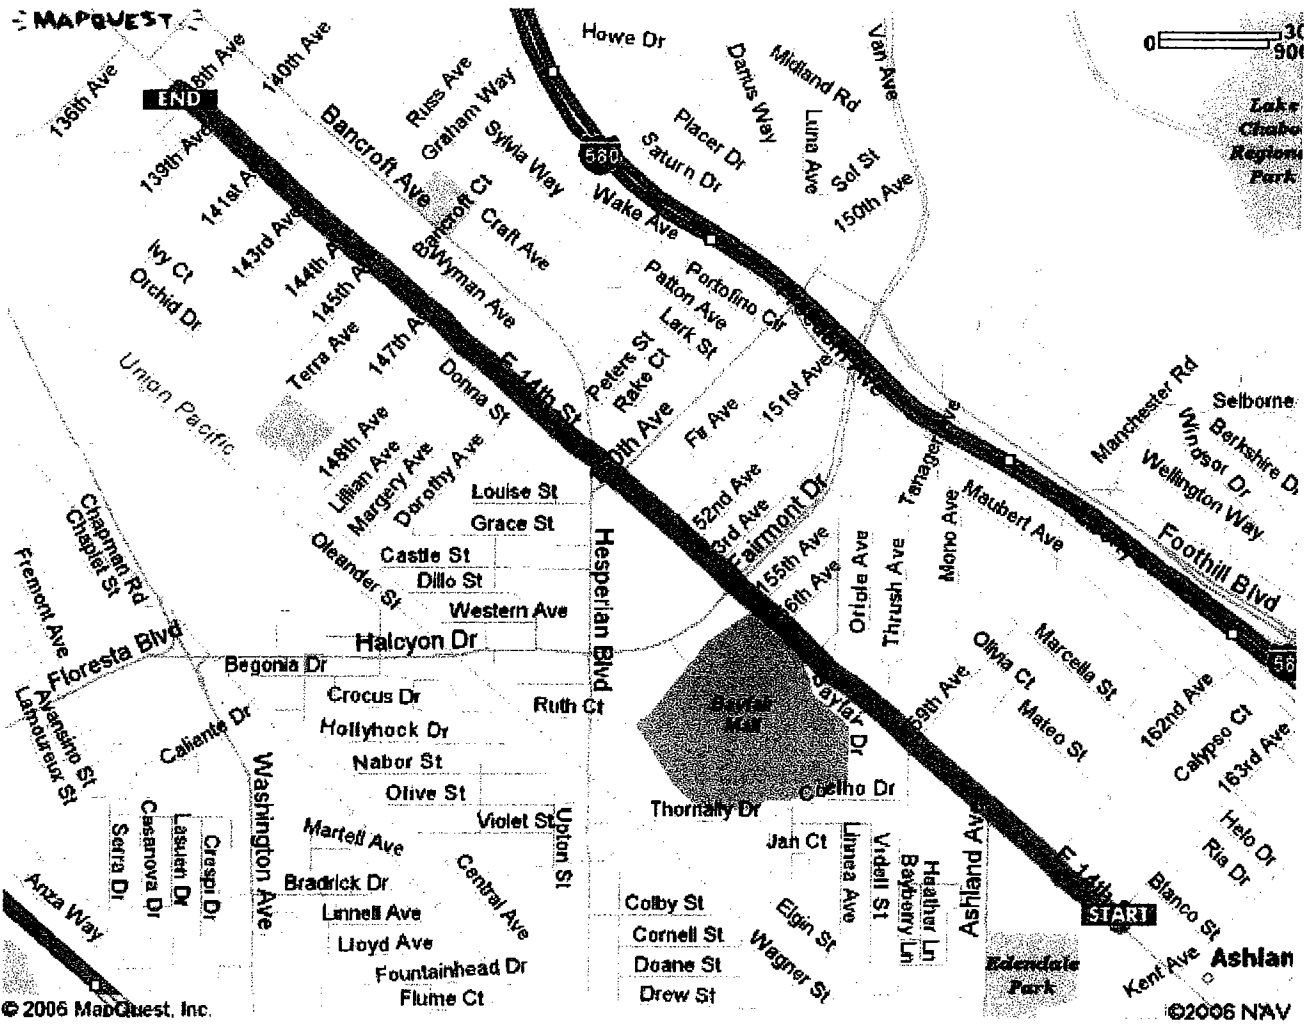 MAPQUEST
Howe Dr
Van Ave
0
Darius Way
Midland Rd
140th Ave
136th Ave
END
Russ Ave
Graham Way
Bancroft Ave
Sylvia Way
580
Placer Dr
Saturn Dr
Luna Ave
Sol St
150th Ave
Lake
Park
139th Ave
141st A
143rd Ave
144th A
145th A
147th A
Bancroft Ct
Craft Ave
Wyman Ave
Wake Ave
Portofino Cir
Patton Ave
Lark St
Ivy Ct
Orchid Dr
Terra Ave
Union Pacific
E 14th St
Donna St
Peters St
Rake Ct
0th Ave
Fir Ave
151st Ave
Tanager Ave
Manchester Rd
Selborne
Windsor Dr
Berkshire D
Wellington Way
148th Ave
Lillian Ave
Margery Ave
Dorothy Ave
Louise St
Grace St
Castle St
Dillo St
Western Ave
Oleander St
Hesperian Blvd
52nd Ave
3rd Ave
Fairmont Dr
155th Ave
6th Ave
Oriole Ave
Thrush Ave
Mono Ave
Maubert Ave
Foothill Blvd
Chapman Rd
Chaplet St
Fremont Ave
Floresta Blvd
Halcyon Dr
Begonia Dr
Crocus Dr
Hollyhock Dr
Nabor St
Olive St
Violet St
Ruth Ct
Avansino St
Lamoureux St
Caliente Dr
Bayfair
Mall
Bayfair Dr
59th Ave
Olivia Ct
Marcella St
Mateo St
162nd Ave
Calypso Ct
163rd Ave
58
Washington Ave
Serra Dr
Casanova Dr
Lasuen Dr
Crespi Dr
Martell Ave
Bradrick Dr
Linnell Ave
Lloyd Ave
Fountainhead Dr
Flume Ct
Central Ave
Upton St
Thornally Dr
Coelho Dr
Jan Ct
Linnea Ave
Videll St
Bayberry Ln
Heather Ln
Ashland Ave
Helo Dr
Ria Dr
E 14th
START
Blanco St
Kent Ave
Ashlan
Anza Way
Colby St
Cornell St
Doane St
Drew St
Elgin St
Wagner St
Edendale
Park
© 2006 MapQuest, Inc.
©2006 NAV